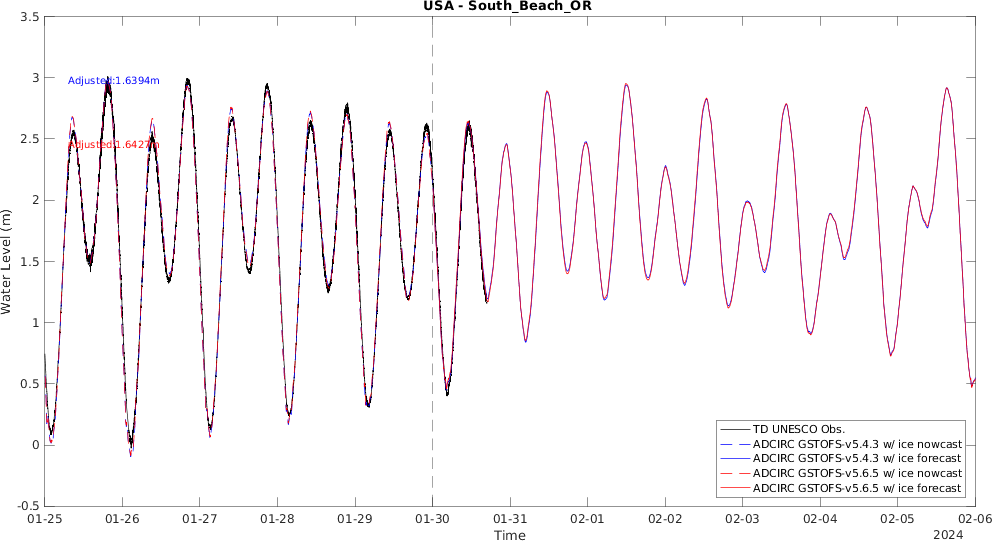 USA - South_Beach_OR
3.5
3
2.5
2
1.5
1
0.5
0
-0.5
Water Level (m)
Adjusted:1.6394m
Adjusted:1.6427m
TD UNESCO Obs.
ADCIRC GSTOFS-v5.4.3 w/ ice nowcast
ADCIRC GSTOFS-v5.4.3 w/ ice forecast
ADCIRC GSTOFS-v5.6.5 w/ ice nowcast
ADCIRC GSTOFS-v5.6.5 w/ ice forecast
01-25 01-26 01-27 01-28 01-29 01-30 01-31 02-01 02-02 02-03 02-04 02-05 02-06
Time
2024